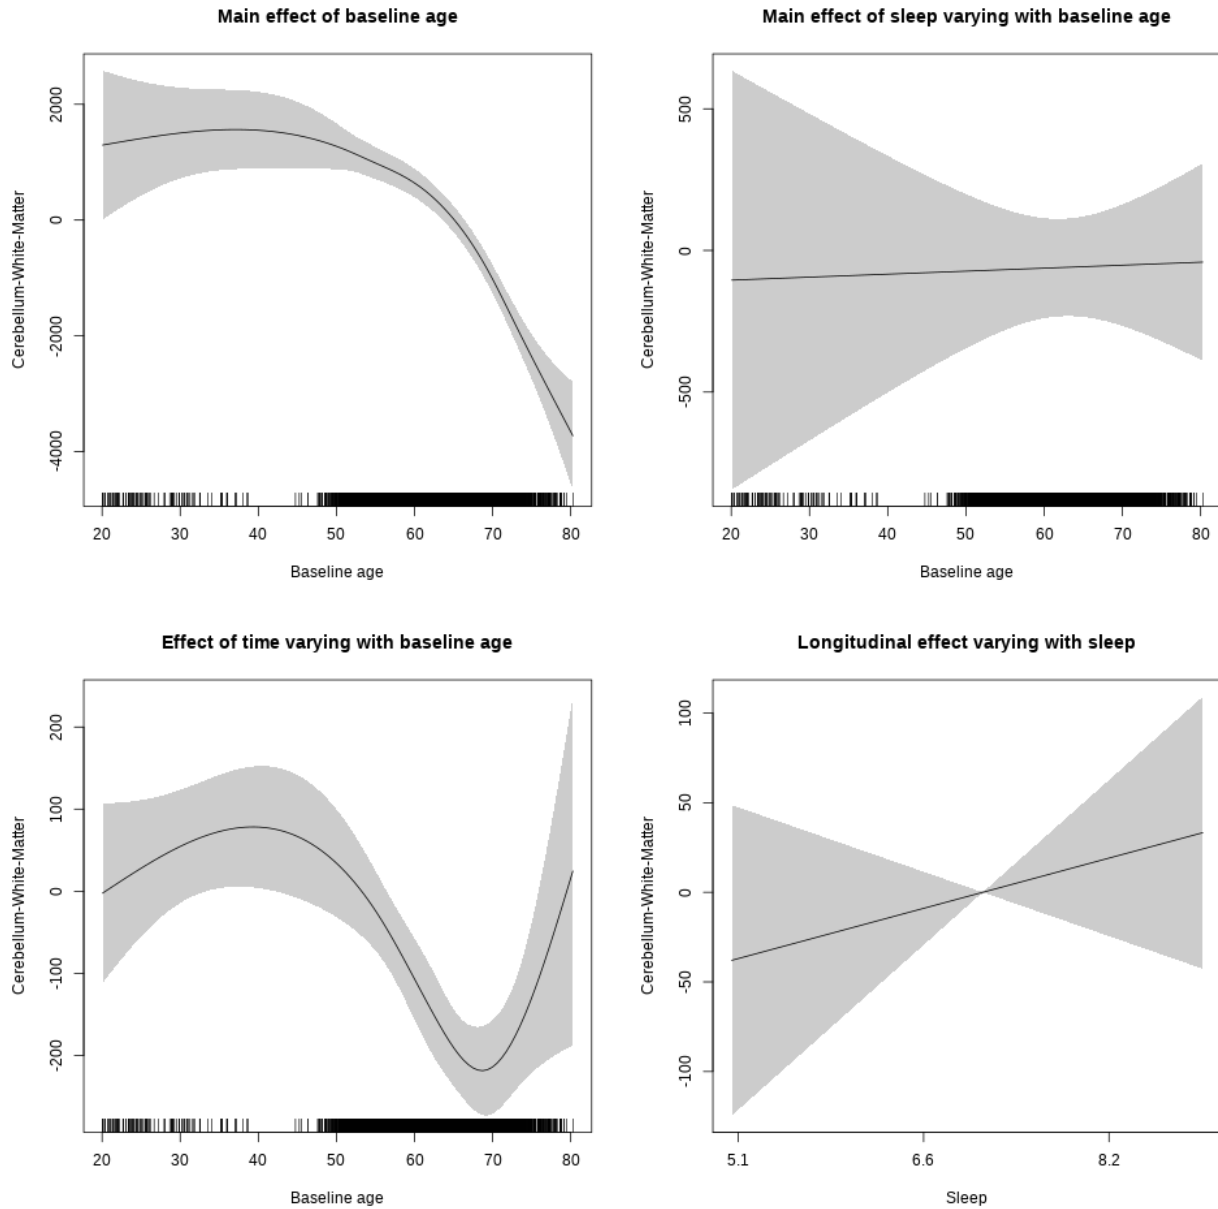 Main effect of baseline age
Cerebellum-White-Matter
2000
0
-2000
-4000
20 30 40 50 60 70 80
Baseline age
Main effect of sleep varying with baseline age
Cerebellum-White-Matter
500
0
-500
20 30 40 50 60 70 80
Baseline age
Effect of time varying with baseline age
Cerebellum-White-Matter
200
100
0
-100
-200
20 30 40 50 60 70 80
Baseline age
Longitudinal effect varying with sleep
Cerebellum-White-Matter
100
50
0
-50
-100
5.1 6.6 8.2
Sleep